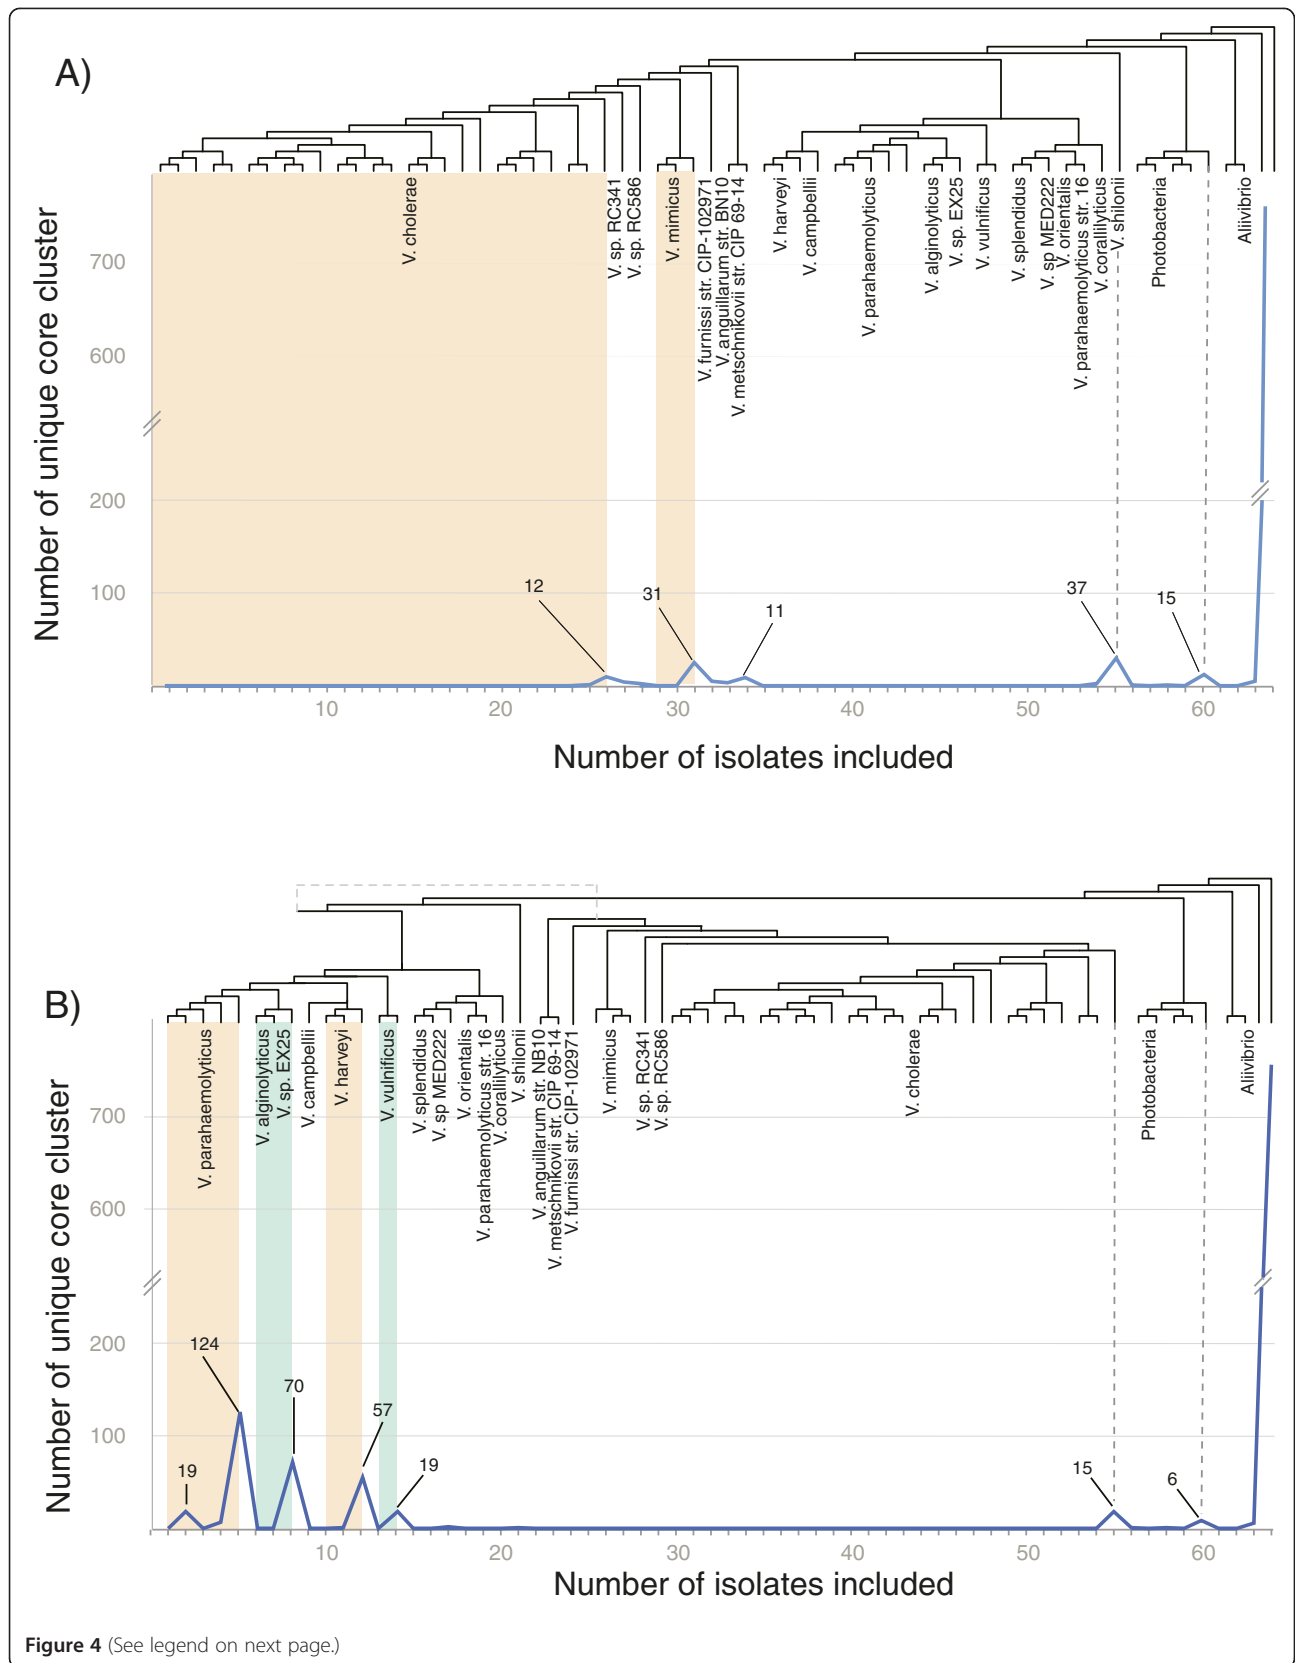 A)
Number of unique core cluster
700
600
200
100
V. cholerae
V. sp. RC341
V. sp. RC586
V. mimicus
V. furnissi str. CIP-102971
V. anguillarum str. BN10
V. metschnikovii str. CIP 69-14
V. harveyi
V. campbellii
V. parahaemolyticus
V. alginolyticus
V. sp. EX25
V. vulnificus
V. splendidus
V. sp MED222
V. orientalis
V. parahaemolyticus str. 16
V. corallilyticus
V. shilonii
Photobacteria
Aliivibrio
12
31
11
37
15
10
20
30
40
50
60
Number of isolates included
B)
Number of unique core cluster
700
600
200
100
V. parahaemolyticus
V. alginolyticus
V. sp. EX25
V. campbellii
V. harveyi
V. vulnificus
V. splendidus
V. sp MED222
V. orientalis
V. parahaemolyticus str. 16
V. corallilyticus
V. shilonii
V. anguillarum str. NB10
V. metschnikovii str. CIP 69-14
V. furnissi str. CIP-102971
V. mimicus
V. sp. RC341
V. sp. RC586
V. cholerae
Photobacteria
Aliivibrio
19
124
70
57
19
15
6
10
20
30
40
50
60
Number of isolates included
Figure 4 (See legend on next page.)